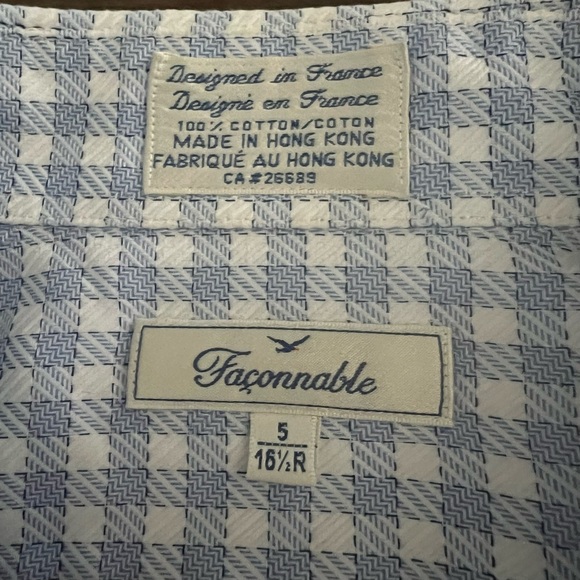 Designed in France
Designé en France
100% COTTON/COTON
MADE IN HONG KONG
FABRIQUÉ AU HONG KONG
CA#26689
Façonnable
5
16½R